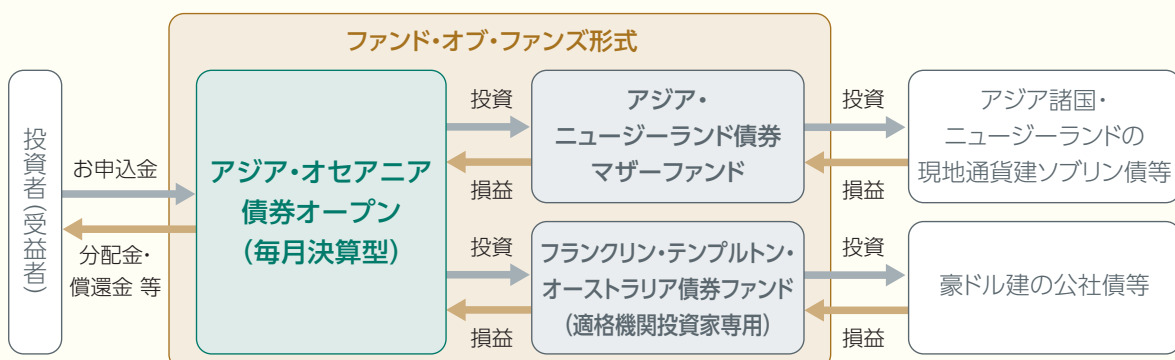 ファンド・オブ・ファンズ形式
投資者(受益者)
お申込金
分配金・
償還金 等
アジア・オセアニア
債券オープン
(毎月決算型)
投資
損益
アジア・
ニュージーランド債券
マザーファンド
投資
損益
アジア諸国・
ニュージーランドの
現地通貨建ソブリン債等
投資
損益
フランクリン・テンプルトン・
オーストラリア債券ファンド
(適格機関投資家専用)
投資
損益
豪ドル建の公社債等